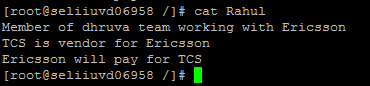 [root@seliiuvd06958 /]# cat Rahul
Member of dhruva team working with Ericsson
TCS is vendor for Ericsson
Ericsson will pay for TCS
[root@seliiuvd06958 /]#